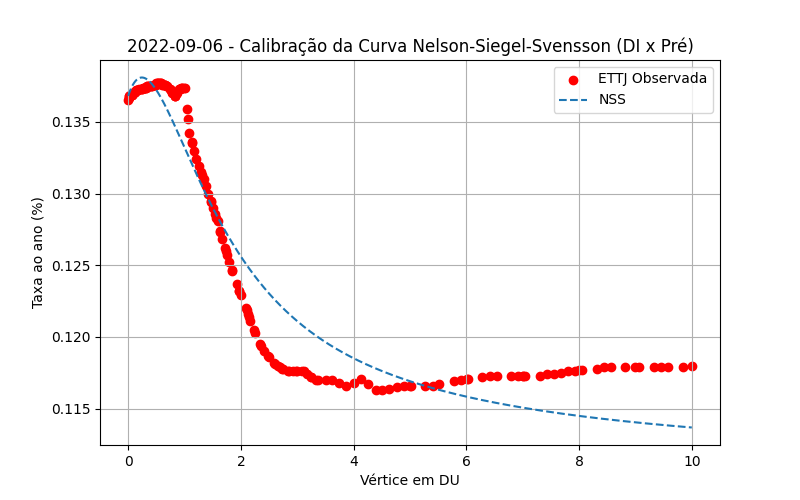 2022-09-06 - Calibração da Curva Nelson-Siegel-Svensson (DI x Pré)
ETTJ Observada
NSS
Taxa ao ano (%)
0.135
0.130
0.125
0.120
0.115
0 2 4 6 8 10
Vértice em DU